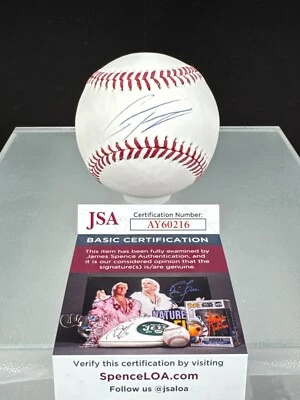 JSA
Certification Number:
AY60216
BASIC CERTIFICATION
This item has been fully examined by
James Spence Authentication, and
it is our considered opinion that the
signature(s) is/are genuine.
NATURE
JETS
Verify this certification by visiting
SpenceLOA.com
Follow us @jsaloa